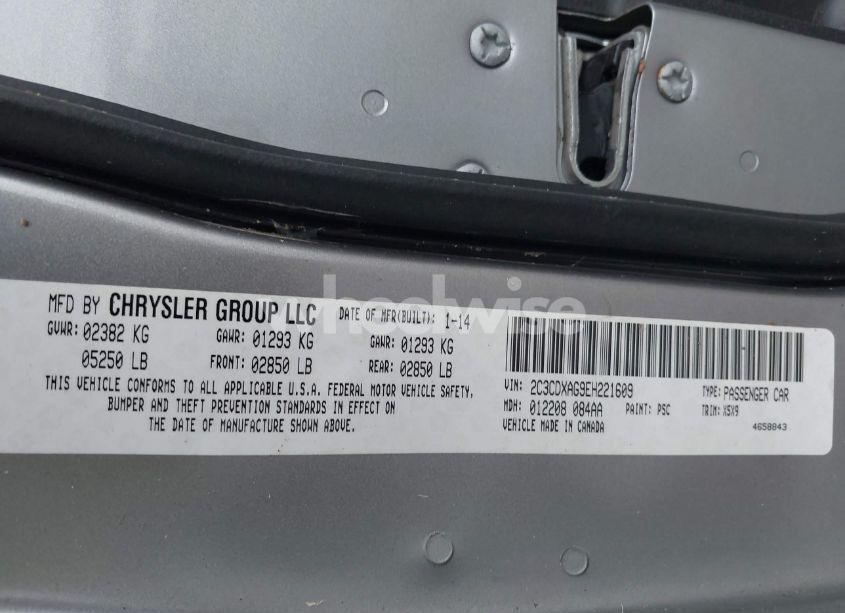 wheelwise
MFD BY CHRYSLER GROUP LLC DATE OF MFR(BUILT): 1-14
GVWR: 02382 KG GAWR: 01293 KG GAWR: 01293 KG
05250 LB FRONT: 02850 LB REAR: 02850 LB
THIS VEHICLE CONFORMS TO ALL APPLICABLE U.S.A. FEDERAL MOTOR VEHICLE SAFETY,
BUMPER AND THEFT PREVENTION STANDARDS IN EFFECT ON
THE DATE OF MANUFACTURE SHOWN ABOVE.
VIN: 2C3CDXAG9EH221609 TYPE: PASSENGER CAR
MDH: 012208 084AA PAINT: PSC TRIM: X5X9
VEHICLE MADE IN CANADA 4658843